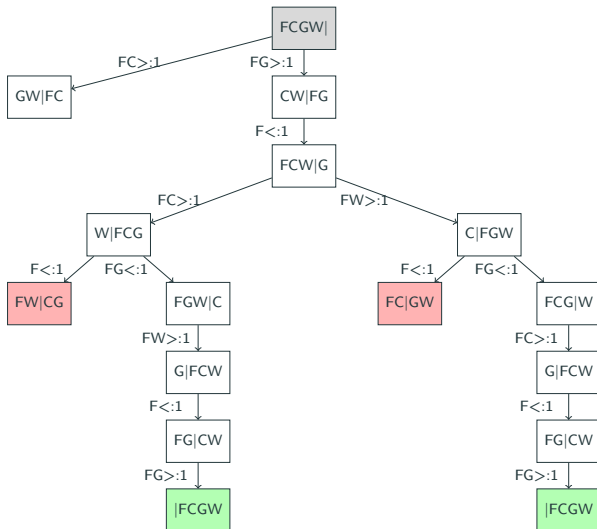 FCGW|
FC>:1
FG>:1
GW|FC
CW|FG
F<:1
FCW|G
FC>:1
FW>:1
W|FCG
C|FGW
F<:1
FG<:1
F<:1
FG<:1
FW|CG
FGW|C
FC|GW
FCG|W
FW>:1
FC>:1
G|FCW
G|FCW
F<:1
F<:1
FG|CW
FG|CW
FG>:1
FG>:1
|FCGW
|FCGW